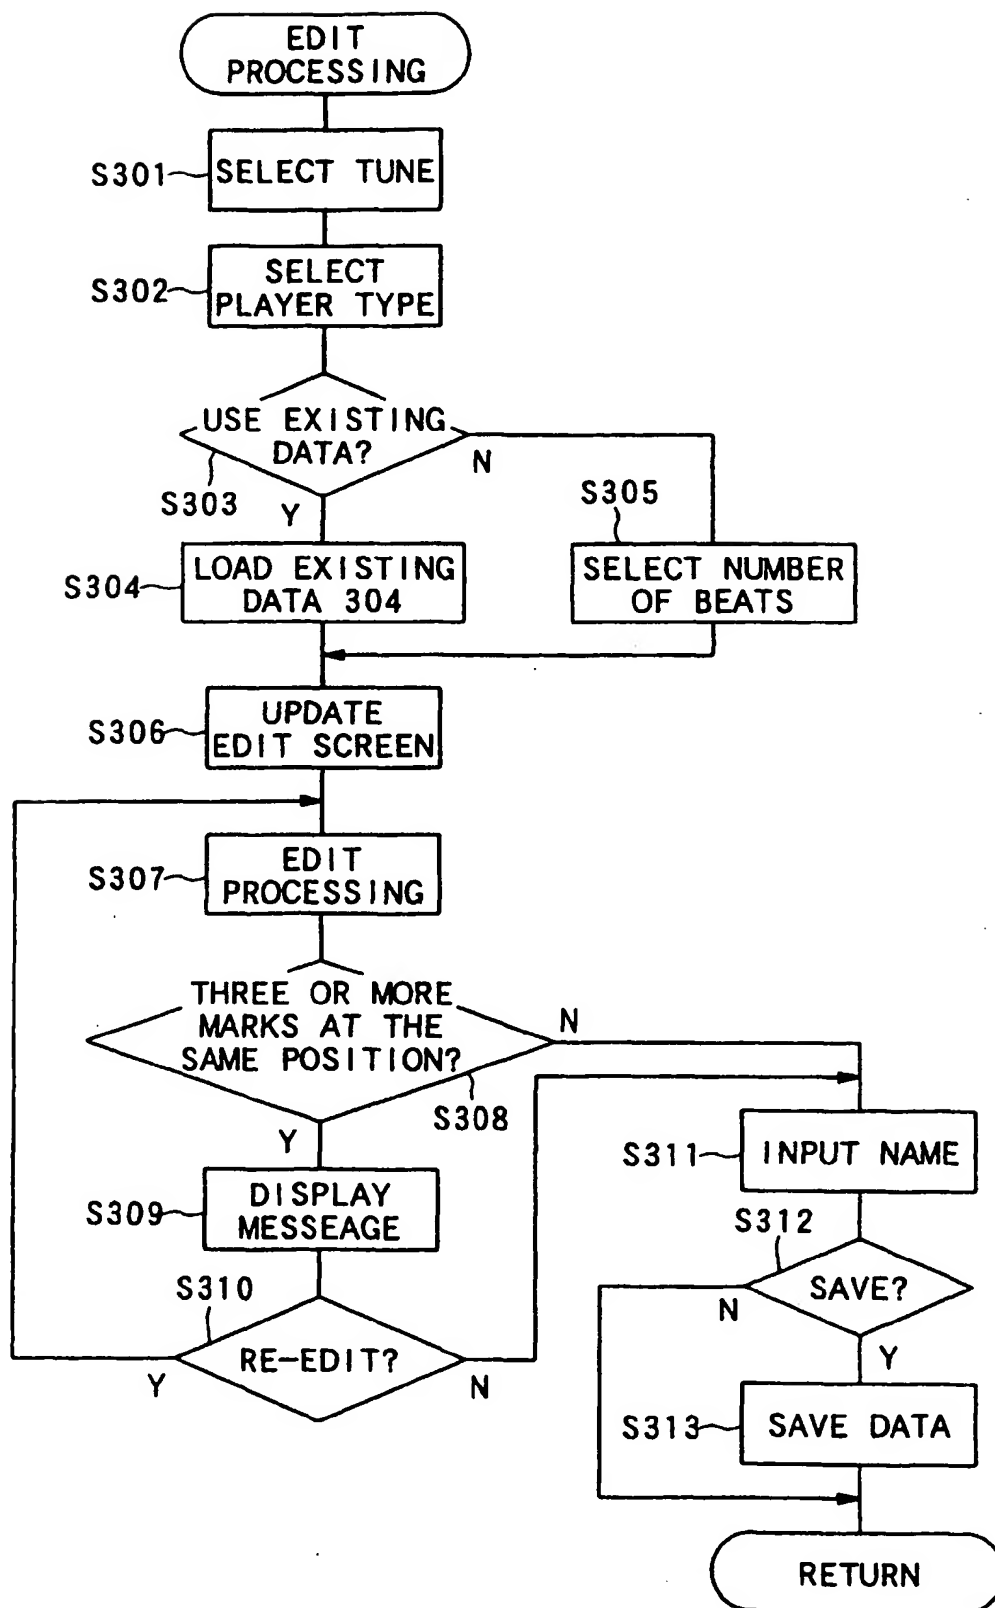 EDIT
PROCESSING
S301
SELECT TUNE
S302
SELECT
PLAYER TYPE
USE EXISTING
DATA?
S303
Y
N
S304
LOAD EXISTING
DATA 304
S305
SELECT NUMBER
OF BEATS
S306
UPDATE
EDIT SCREEN
S307
EDIT
PROCESSING
THREE OR MORE
MARKS AT THE
SAME POSITION?
S308
N
Y
S309
DISPLAY
MESSEAGE
S310
RE-EDIT?
Y
N
S311
INPUT NAME
S312
SAVE?
N
Y
S313
SAVE DATA
RETURN